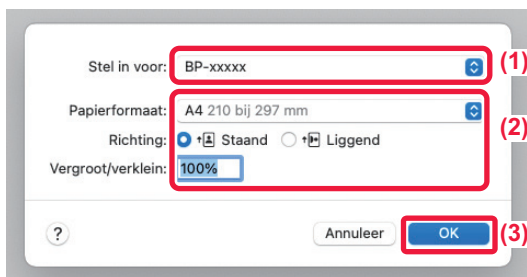 Stel in voor: BP-xxxxx (1)
Papierformaat: A4 210 bij 297 mm
(2)
Richting: Staand Liggend
Vergroot/verklein: 100%
? Annuleer OK (3)